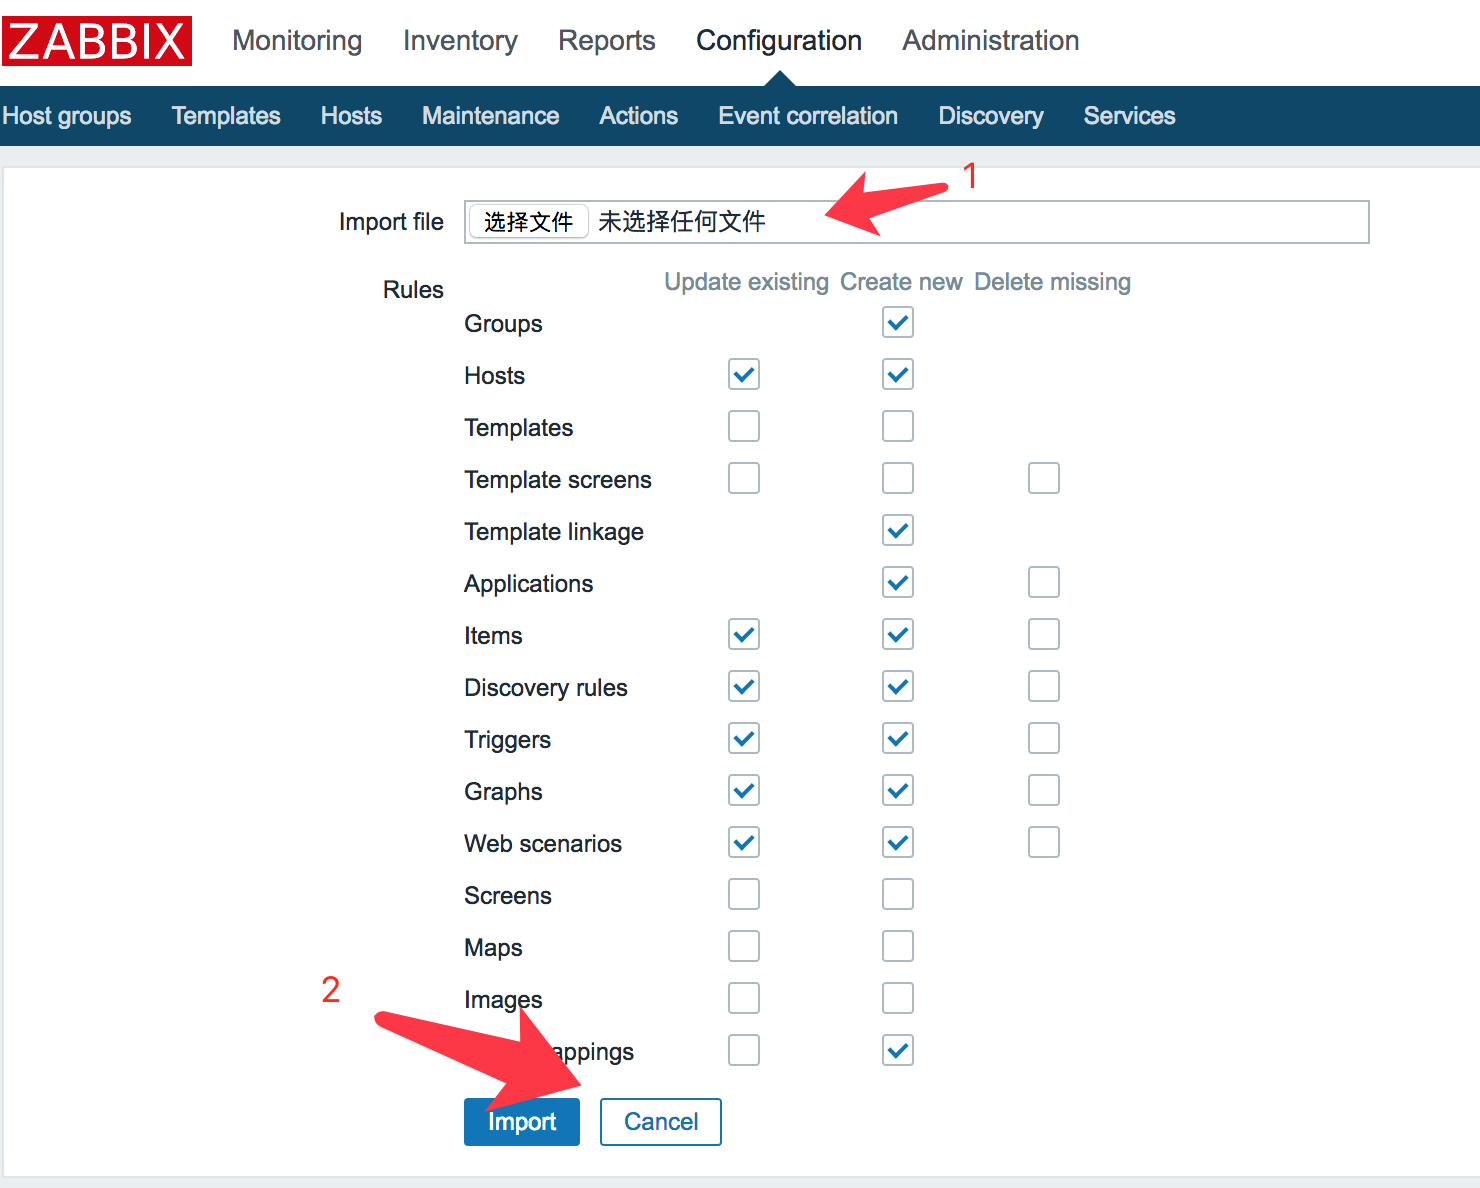 ZABBIX Monitoring Inventory Reports Configuration Administration
Host groups Templates Hosts Maintenance Actions Event correlation Discovery Services
1
Import file 选择文件 未选择任何文件
Rules Update existing Create new Delete missing
Groups
Hosts
Templates
Template screens
Template linkage
Applications
Items
Discovery rules
Triggers
Graphs
Web scenarios
Screens
Maps
2
Images
appings
Import Cancel